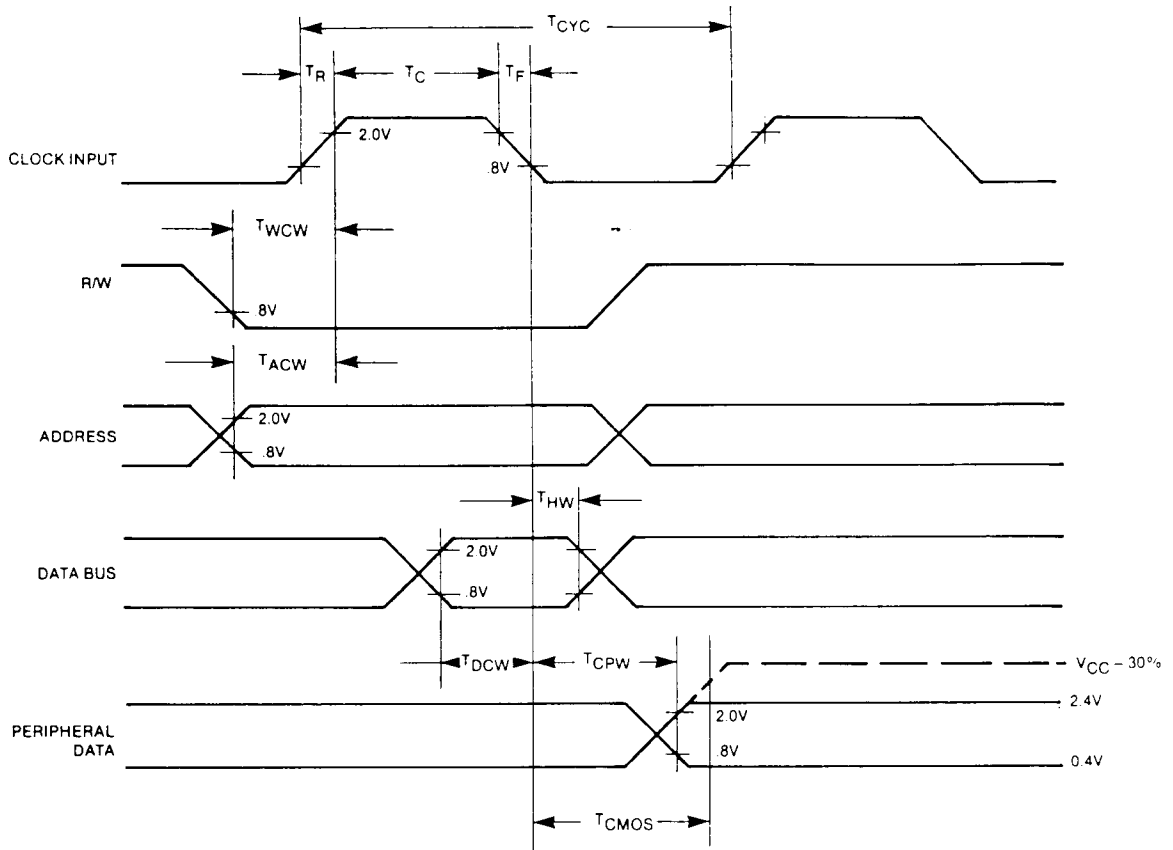 TCYC
TR TC TF
2.0V
CLOCK INPUT
.8V
TWCW
R/W
.8V
TACW
2.0V
ADDRESS
.8V
THW
2.0V
DATA BUS
.8V
TDCW TCPW
VCC – 30%
2.4V
2.0V
PERIPHERAL
DATA
.8V
0.4V
TCMOS